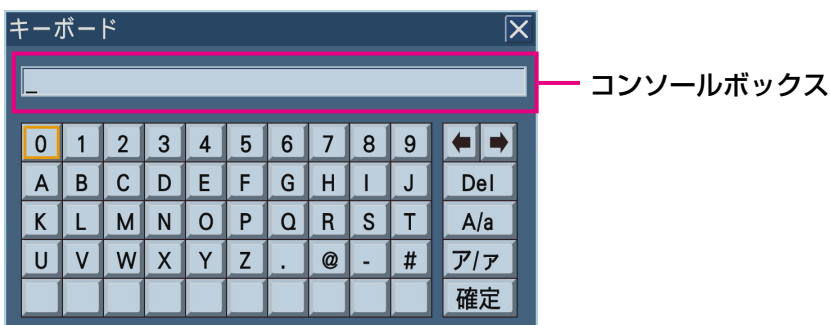 キーボード
コンソールボックス
_
0 1 2 3 4 5 6 7 8 9
A B C D E F G H I J Del
K L M N O P Q R S T A/a
U V W X Y Z . @ - # ア/ァ
確定